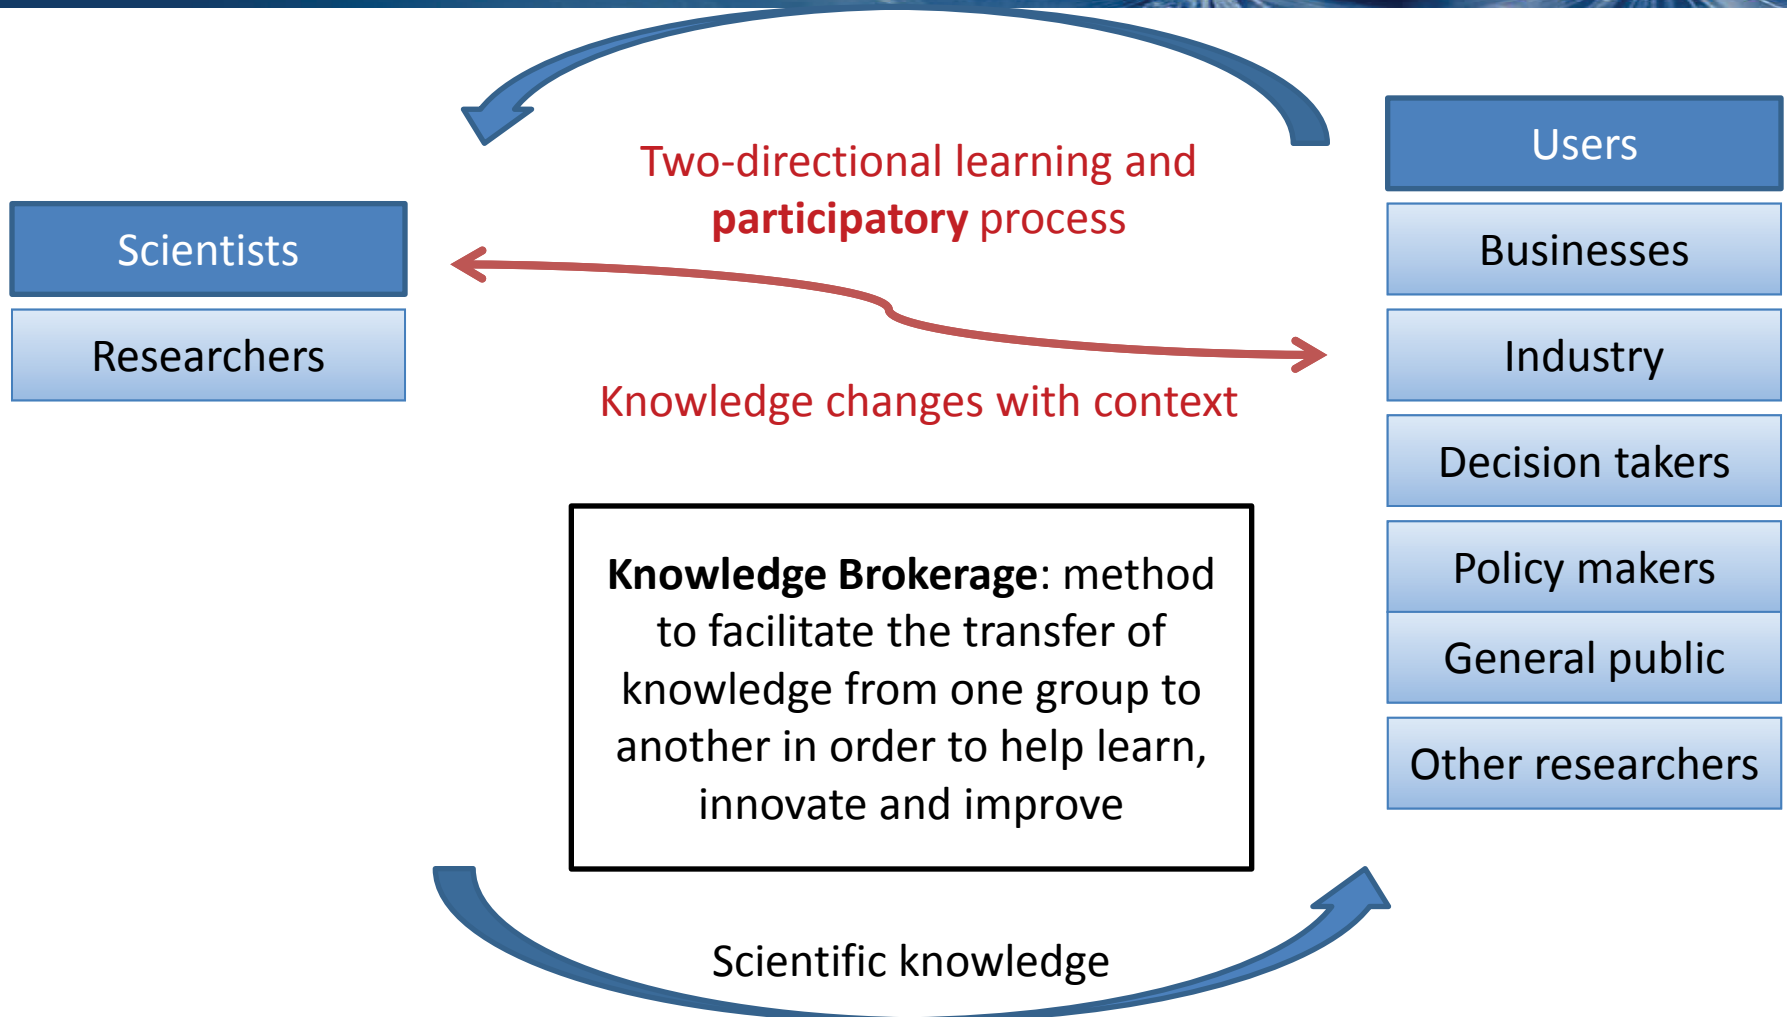 Two-directional learning and
participatory process
Scientists
Researchers
Knowledge changes with context
Users
Businesses
Industry
Decision takers
Policy makers
General public
Other researchers
Knowledge Brokerage: method
to facilitate the transfer of
knowledge from one group to
another in order to help learn,
innovate and improve
Scientific knowledge